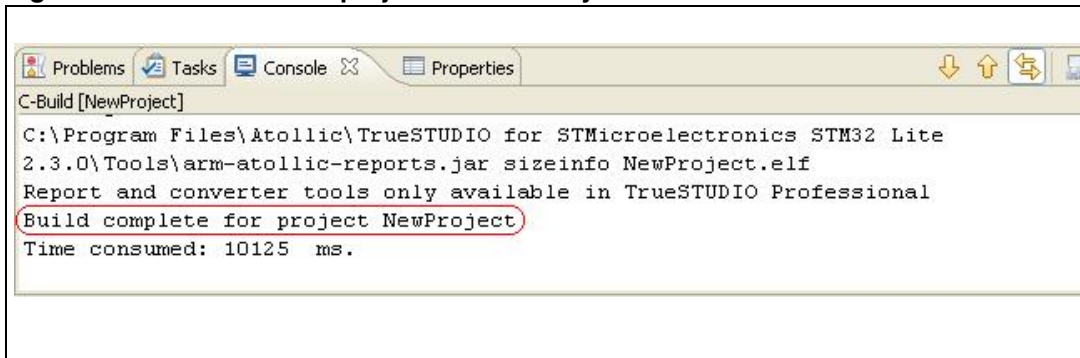 Problems Tasks Console Properties
C-Build [NewProject]
C:\Program Files\Atollic\TrueSTUDIO for STMicroelectronics STM32 Lite
2.3.0\Tools\arm-atollic-reports.jar sizeinfo NewProject.elf
Report and converter tools only available in TrueSTUDIO Professional
Build complete for project NewProject
Time consumed: 10125  ms.